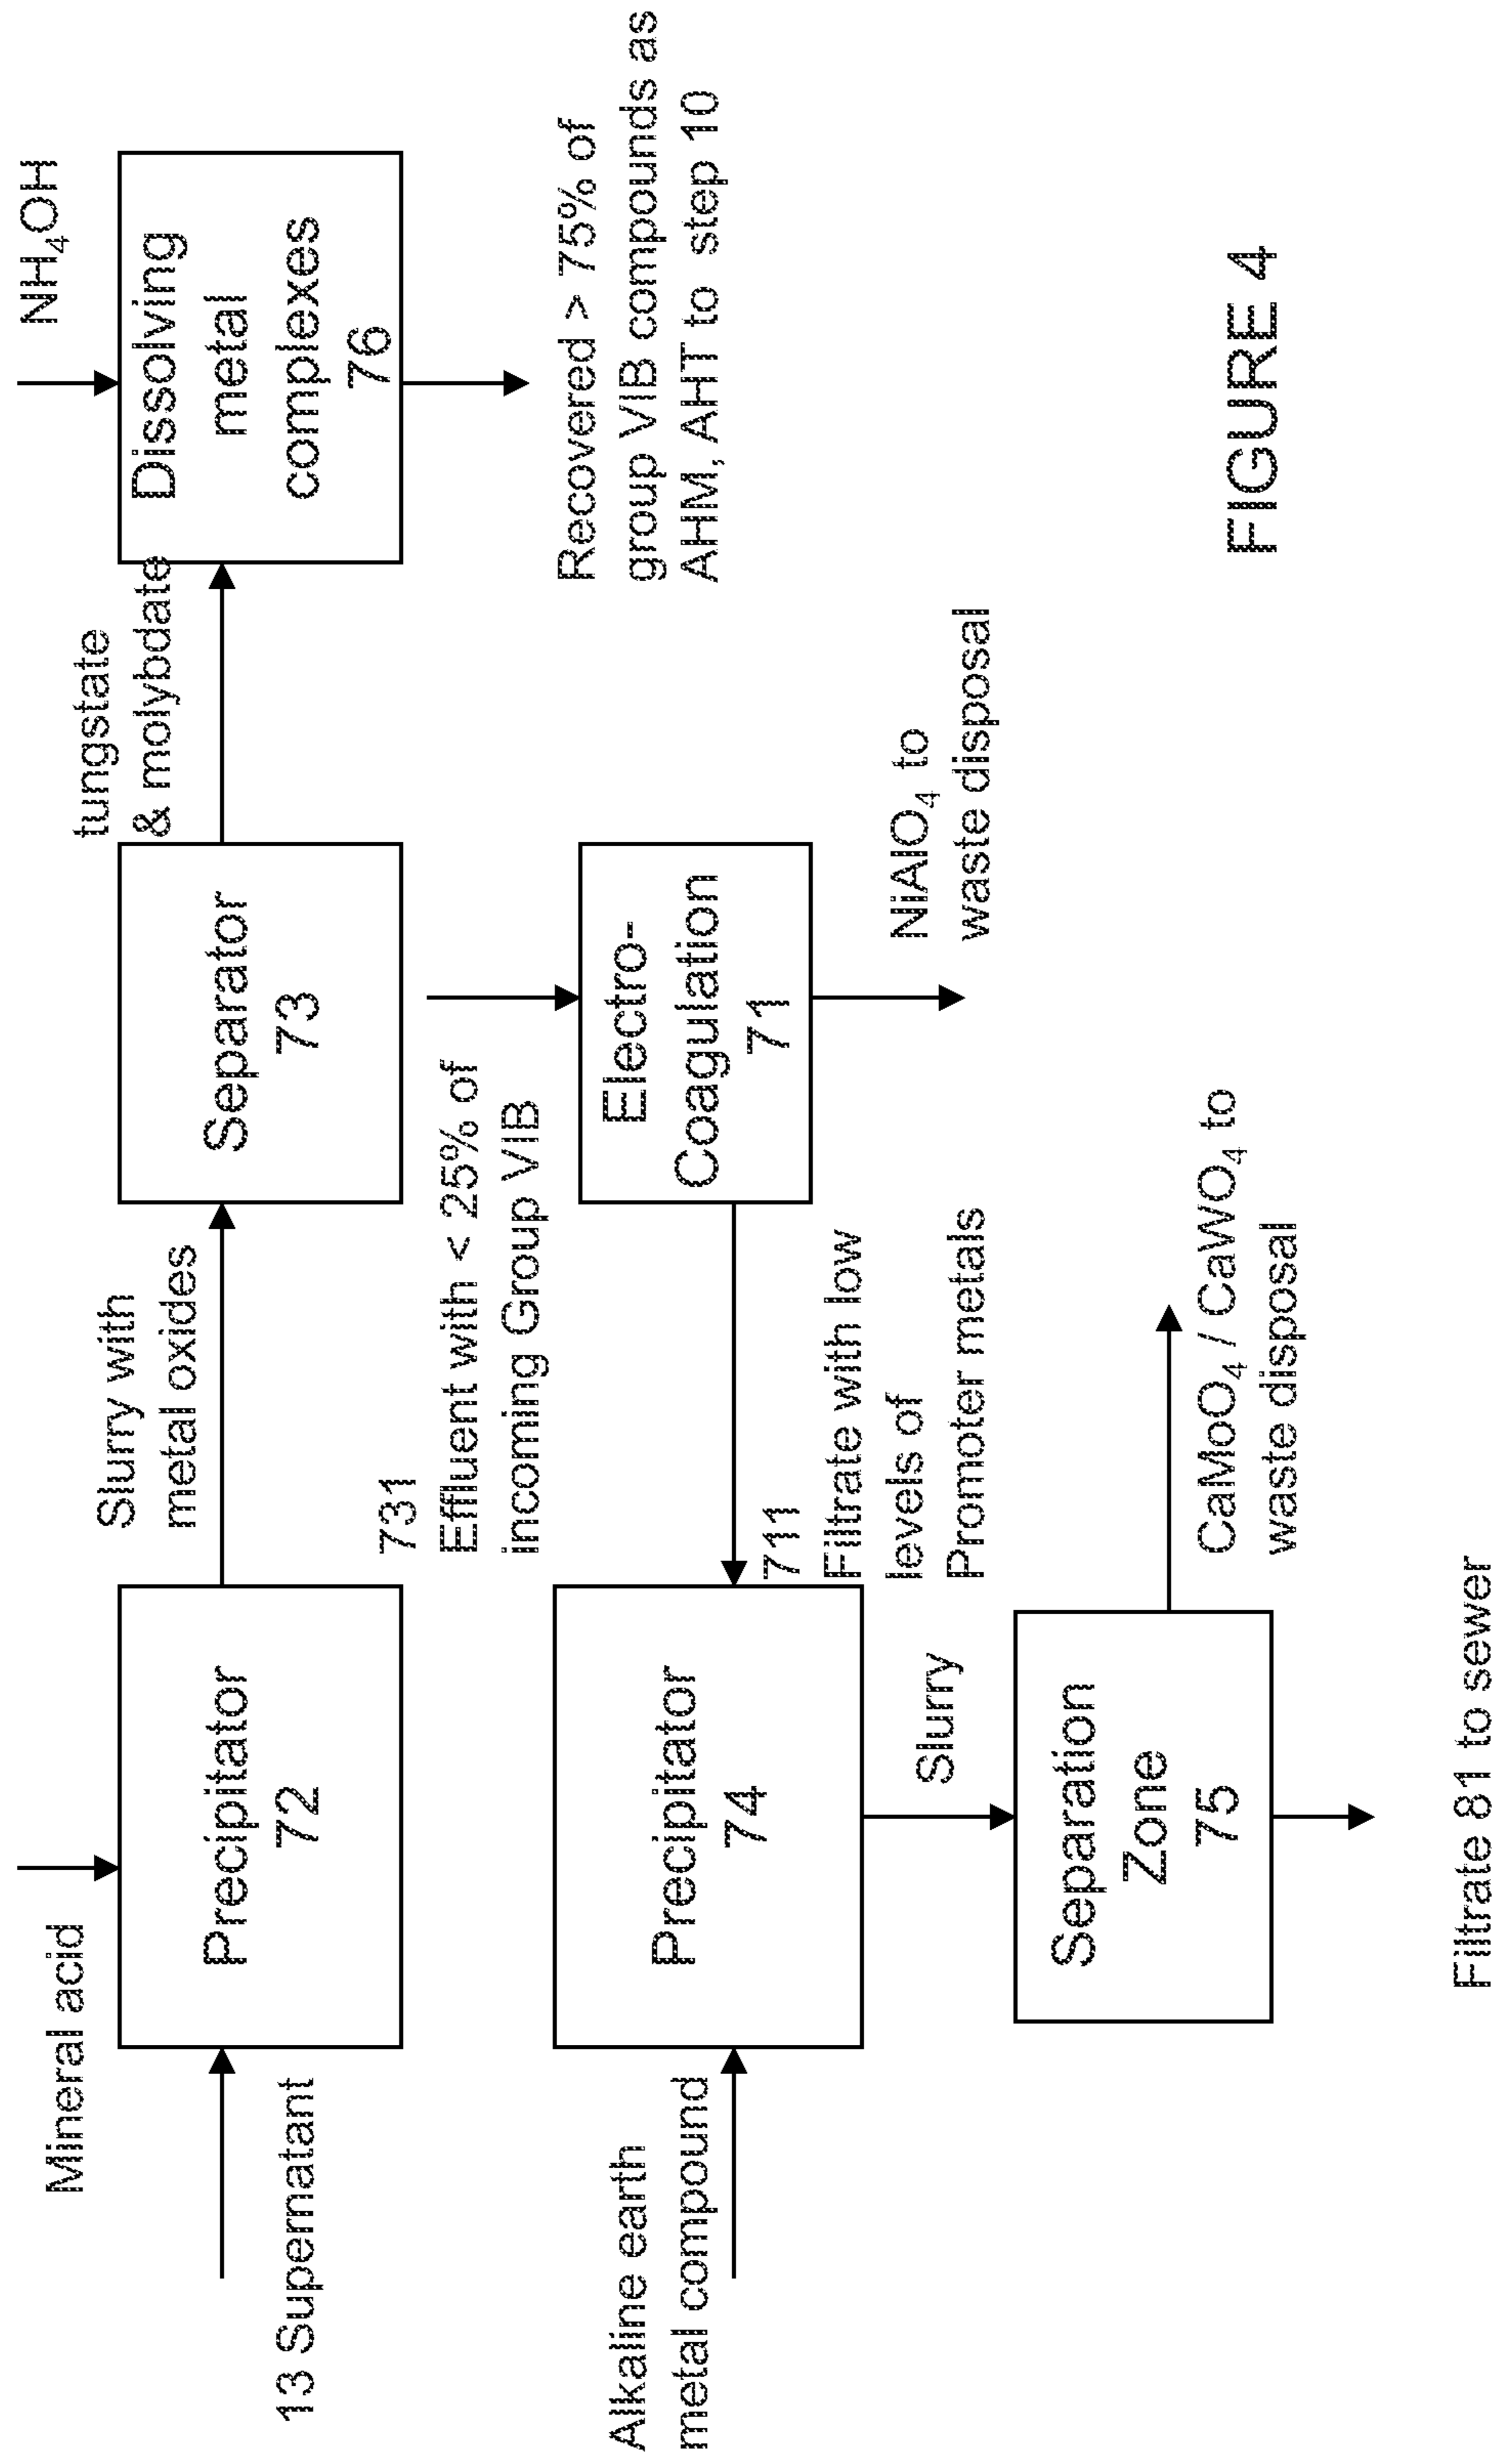 Mineral acid
13 Supernatant
Precipitator
72
Slurry with
metal oxides
Separator
73
tungstate
& molybdate
NH4OH
Dissolving
metal
complexes
76
Recovered > 75% of
group VIB compounds as
AHM, AHT to step 10
731
Effluent with < 25% of
incoming Group VIB
Electro-
Coagulation
71
NiAlO4 to
waste disposal
711
Filtrate with low
levels of
Promoter metals
Alkaline earth
metal compound
Precipitator
74
Slurry
Separation
Zone
75
CaMoO4 / CaWO4 to
waste disposal
Filtrate 81 to sewer
FIGURE 4